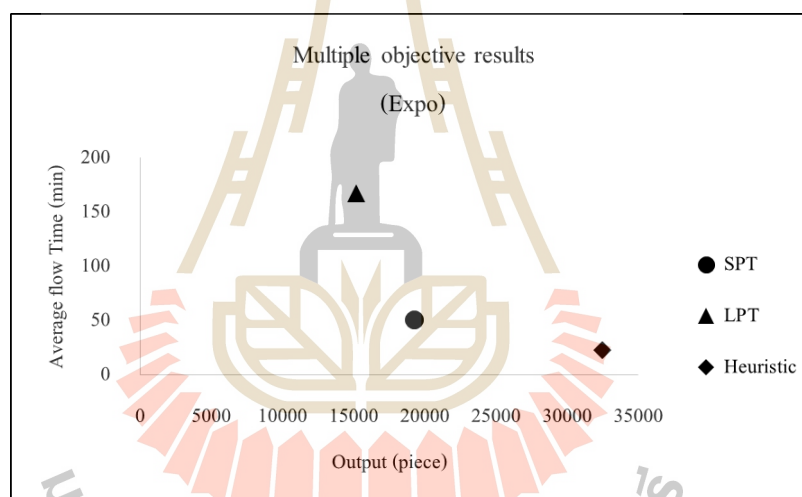 Multiple objective results
(Expo)
Average flow Time (min)
200
150
100
50
0
0 5000 10000 15000 20000 25000 30000 35000
Output (piece)
SPT
LPT
Heuristic